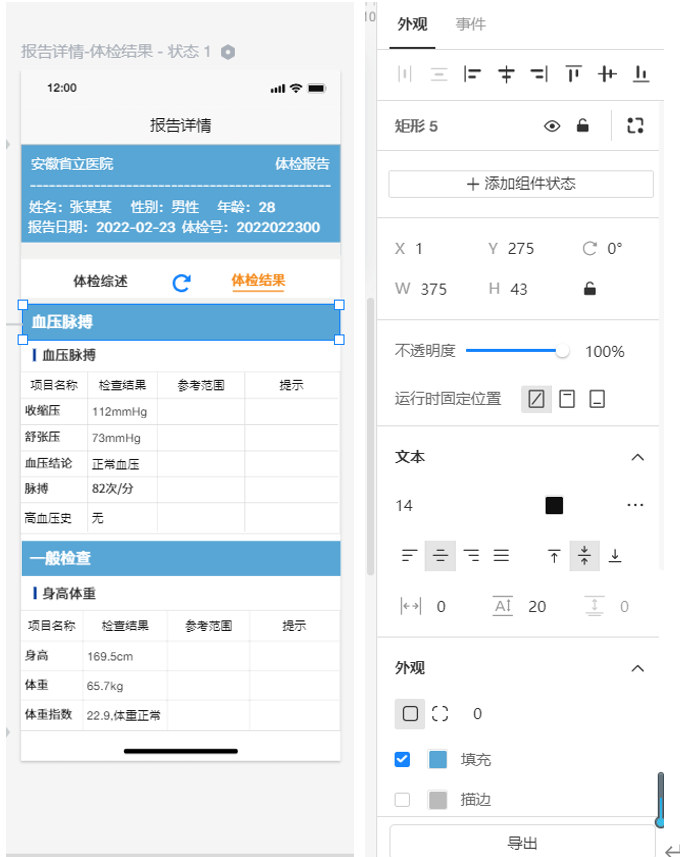 报告详情-体检结果 - 状态 1
12:00
报告详情
安徽省立医院 体检报告
姓名：张某某 性别：男性 年龄：28
报告日期：2022-02-23 体检号：2022022300
体检综述 体检结果
血压脉搏
血压脉搏
项目名称 检查结果 参考范围 提示
收缩压 112mmHg
舒张压 73mmHg
血压结论 正常血压
脉搏 82次/分
高血压史 无
一般检查
身高体重
项目名称 检查结果 参考范围 提示
身高 169.5cm
体重 65.7kg
体重指数 22.9,体重正常
10
外观 事件
矩形 5
+ 添加组件状态
X 1 Y 275 0°
W 375 H 43
不透明度 100%
运行时固定位置
文本
14
0 AI 20 0
外观
0
填充
描边
导出